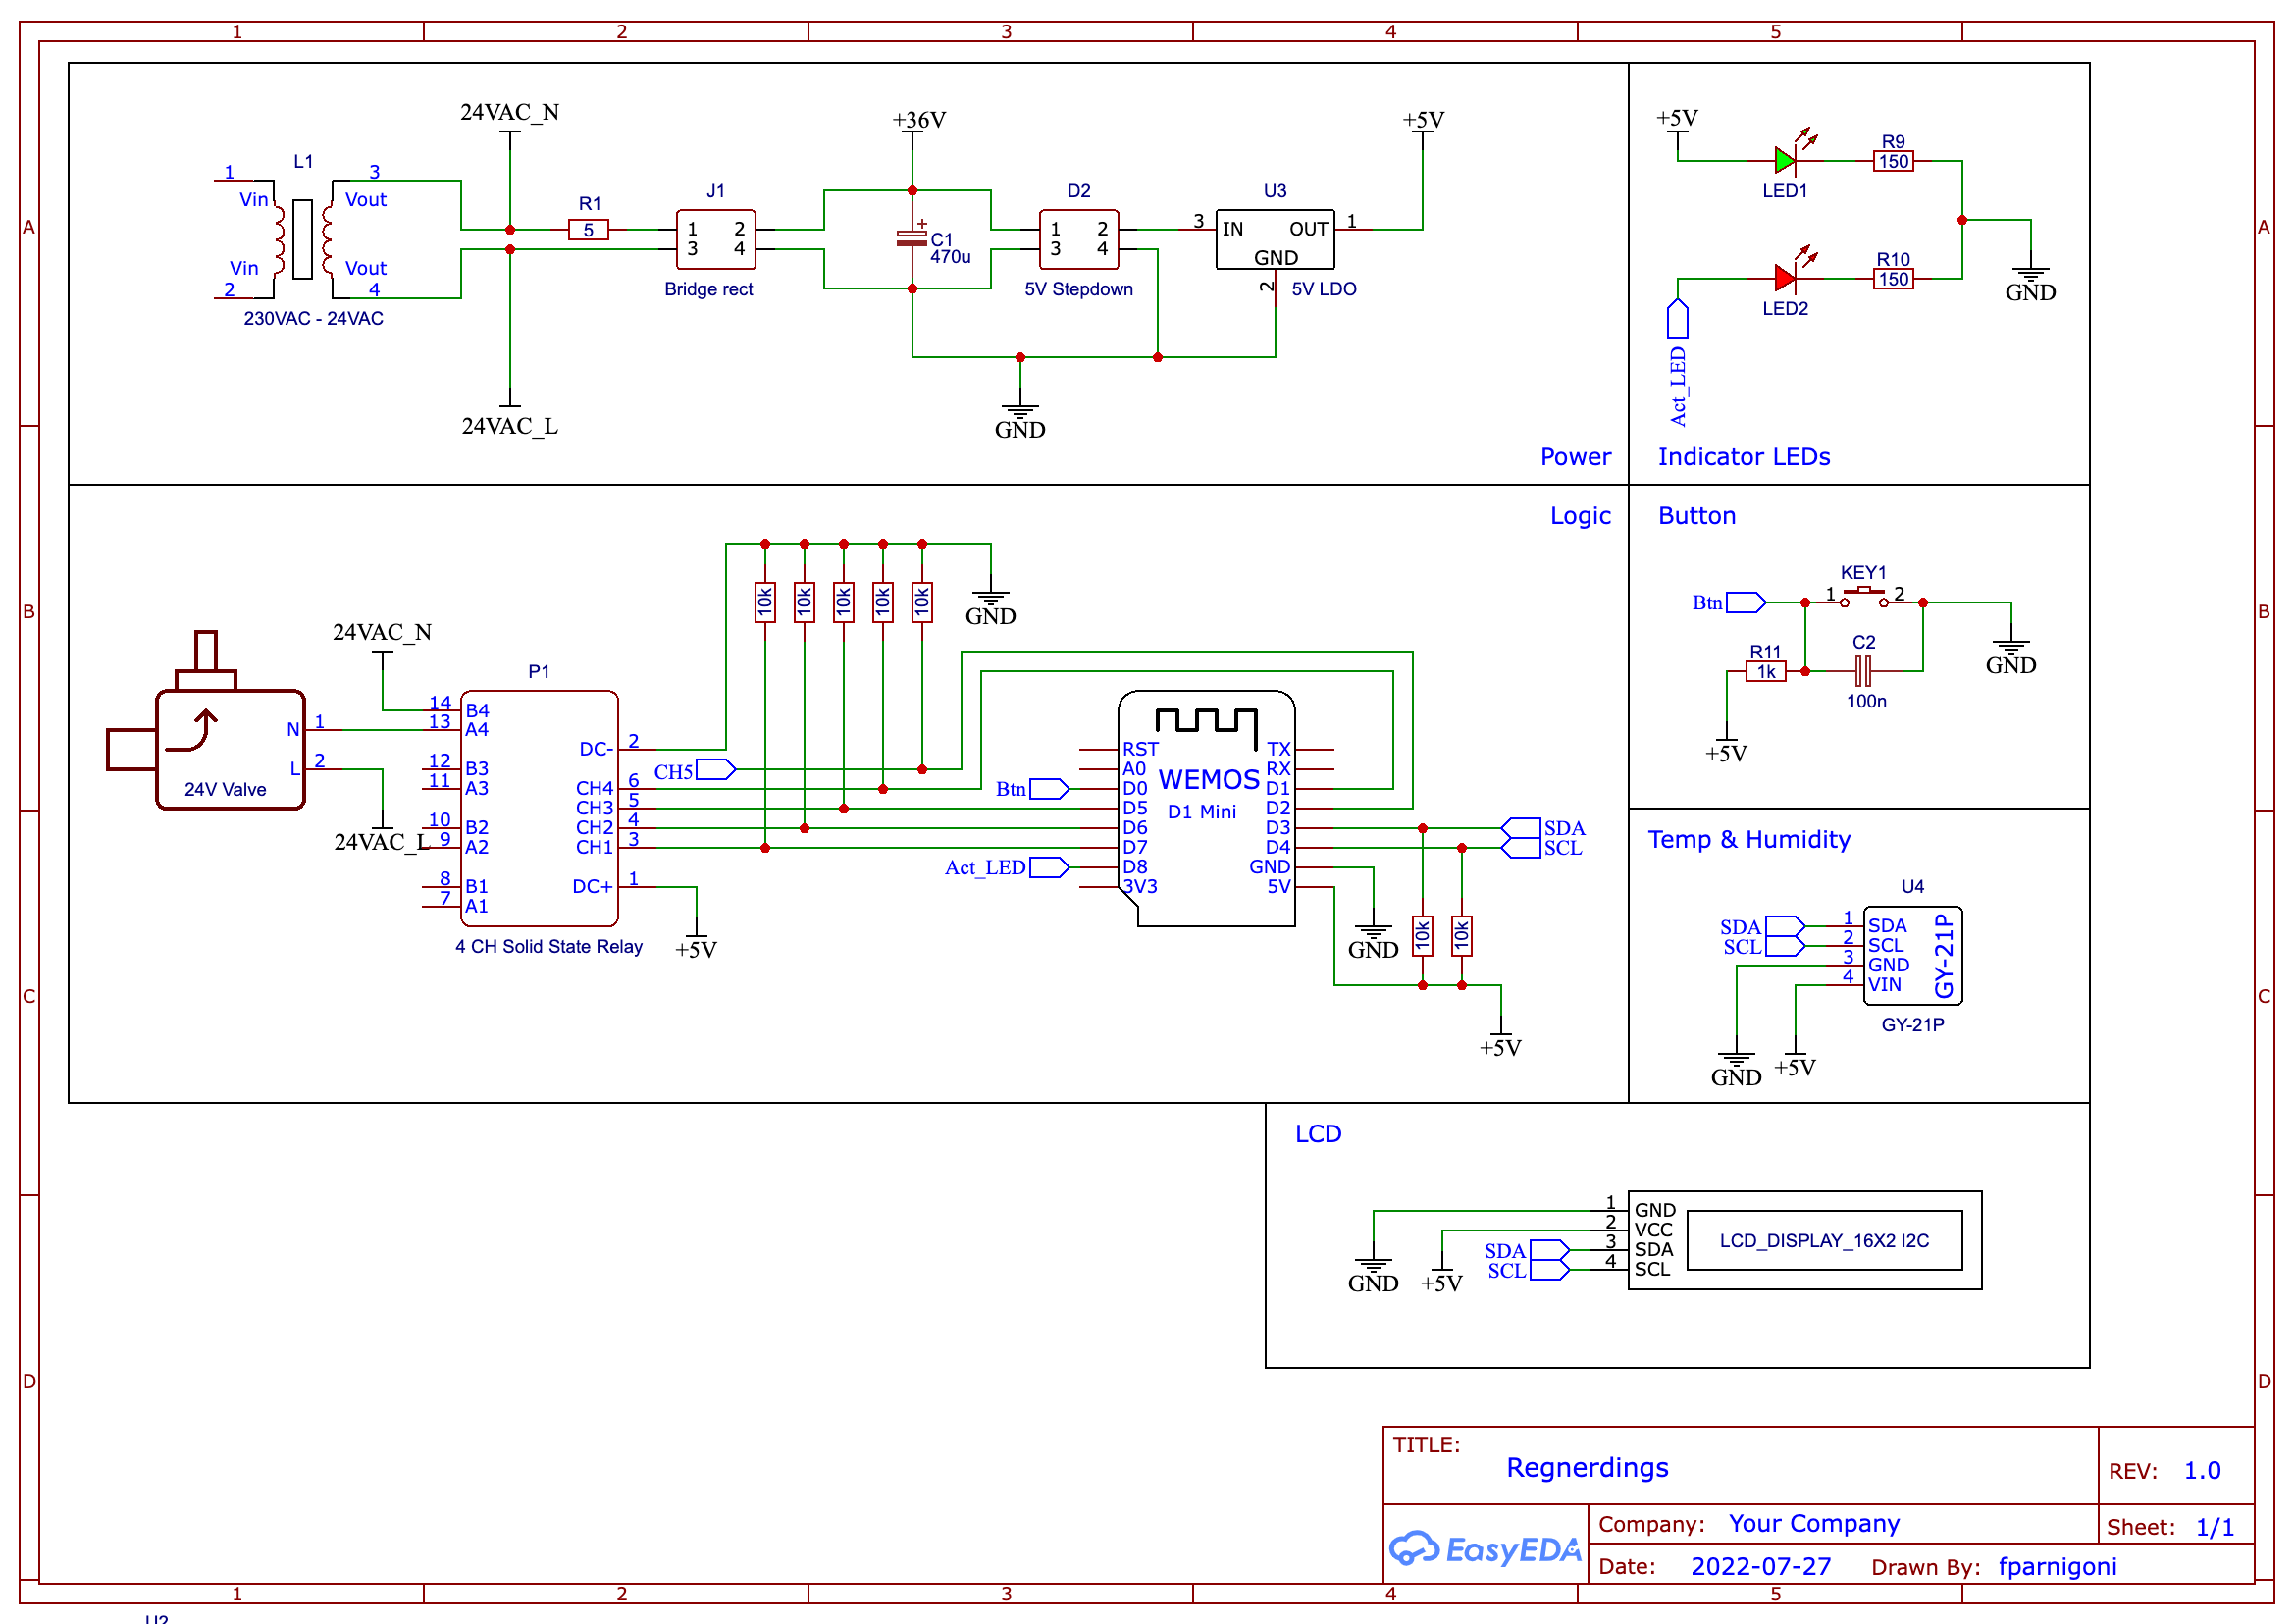 1 2 3 4 5
A A
B B
C C
D D
24VAC_N
+36V
+5V
L1
1 3
Vin Vout
Vin Vout
2 4
230VAC - 24VAC
R1
5
J1
1 2
3 4
Bridge rect
C1
470u
+
D2
1 2
3 4
5V Stepdown
U3
3 IN OUT 1
GND
2
5V LDO
24VAC_L
GND
Power
+5V
LED1
R9
150
LED2
R10
150
GND
Act_LED
Indicator LEDs
Logic
10k 10k 10k 10k 10k
GND
24VAC_N
24V Valve
N 1
L 2
24VAC_L
P1
14 B4
13 A4
12 B3
11 A3
10 B2
9 A2
8 B1
7 A1
DC- 2
CH4 6
CH3 5
CH2 4
CH1 3
DC+ 1
4 CH Solid State Relay
+5V
CH5
Btn
Act_LED
WEMOS
D1 Mini
RST TX
A0 RX
D0 D1
D5 D2
D6 D3
D7 D4
D8 GND
3V3 5V
SDA
SCL
GND
10k 10k
+5V
Button
Btn
KEY1
1 2
R11
1k
C2
100n
GND
+5V
Temp & Humidity
U4
SDA 1 SDA
SCL 2 SCL
3 GND
4 VIN
GY-21P
GY-21P
GND
+5V
LCD
1 GND
2 VCC
SDA 3 SDA
SCL 4 SCL
LCD_DISPLAY_16X2 I2C
GND
+5V
TITLE:
Regnerdings
REV: 1.0
EasyEDA
Company: Your Company
Sheet: 1/1
Date: 2022-07-27 Drawn By: fparnigoni
1 2 3 4 5